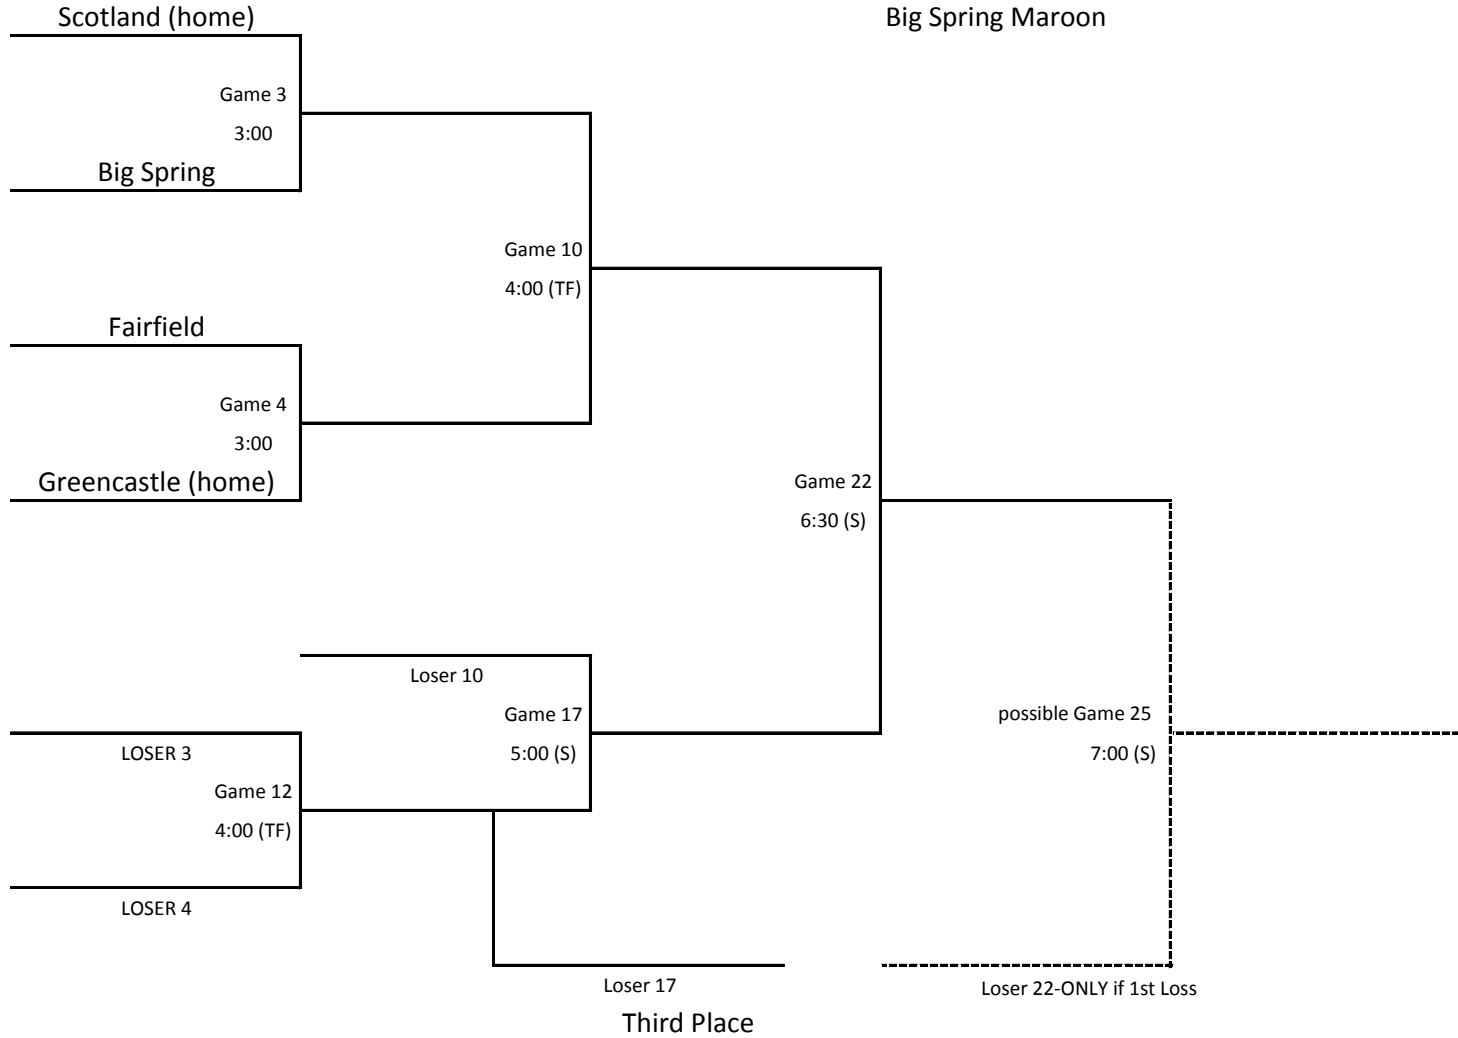 Scotland (home)
Big Spring Maroon
Game 3
3:00
Big Spring
Game 10
4:00 (TF)
Fairfield
Game 4
3:00
Greencastle (home)
Game 22
6:30 (S)
Loser 10
Game 17
5:00 (S)
possible Game 25
7:00 (S)
LOSER 3
Game 12
4:00 (TF)
LOSER 4
Loser 17
Loser 22-ONLY if 1st Loss
Third Place